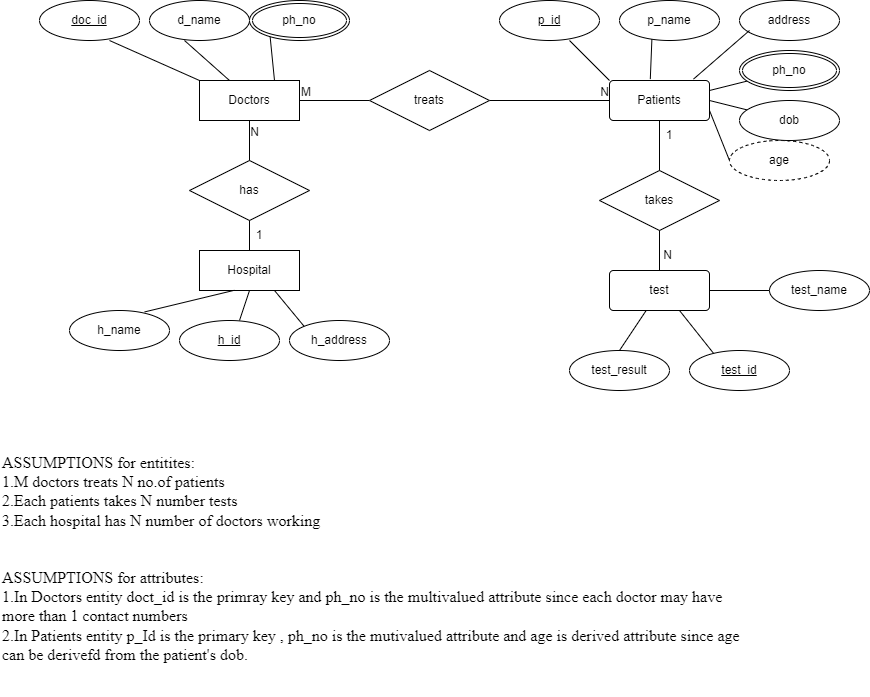 doc_id
d_name
ph_no
p_id
p_name
address
ph_no
Doctors
M
treats
N
Patients
dob
N
1
age
has
takes
1
N
Hospital
test
test_name
h_name
h_id
h_address
test_result
test_id
ASSUMPTIONS for entitites:
1.M doctors treats N no.of patients
2.Each patients takes N number tests
3.Each hospital has N number of doctors working
ASSUMPTIONS for attributes:
1.In Doctors entity doct_id is the primray key and ph_no is the multivalued attribute since each doctor may have
more than 1 contact numbers
2.In Patients entity p_Id is the primary key , ph_no is the mutivalued attribute and age is derived attribute since age
can be derivefd from the patient's dob.